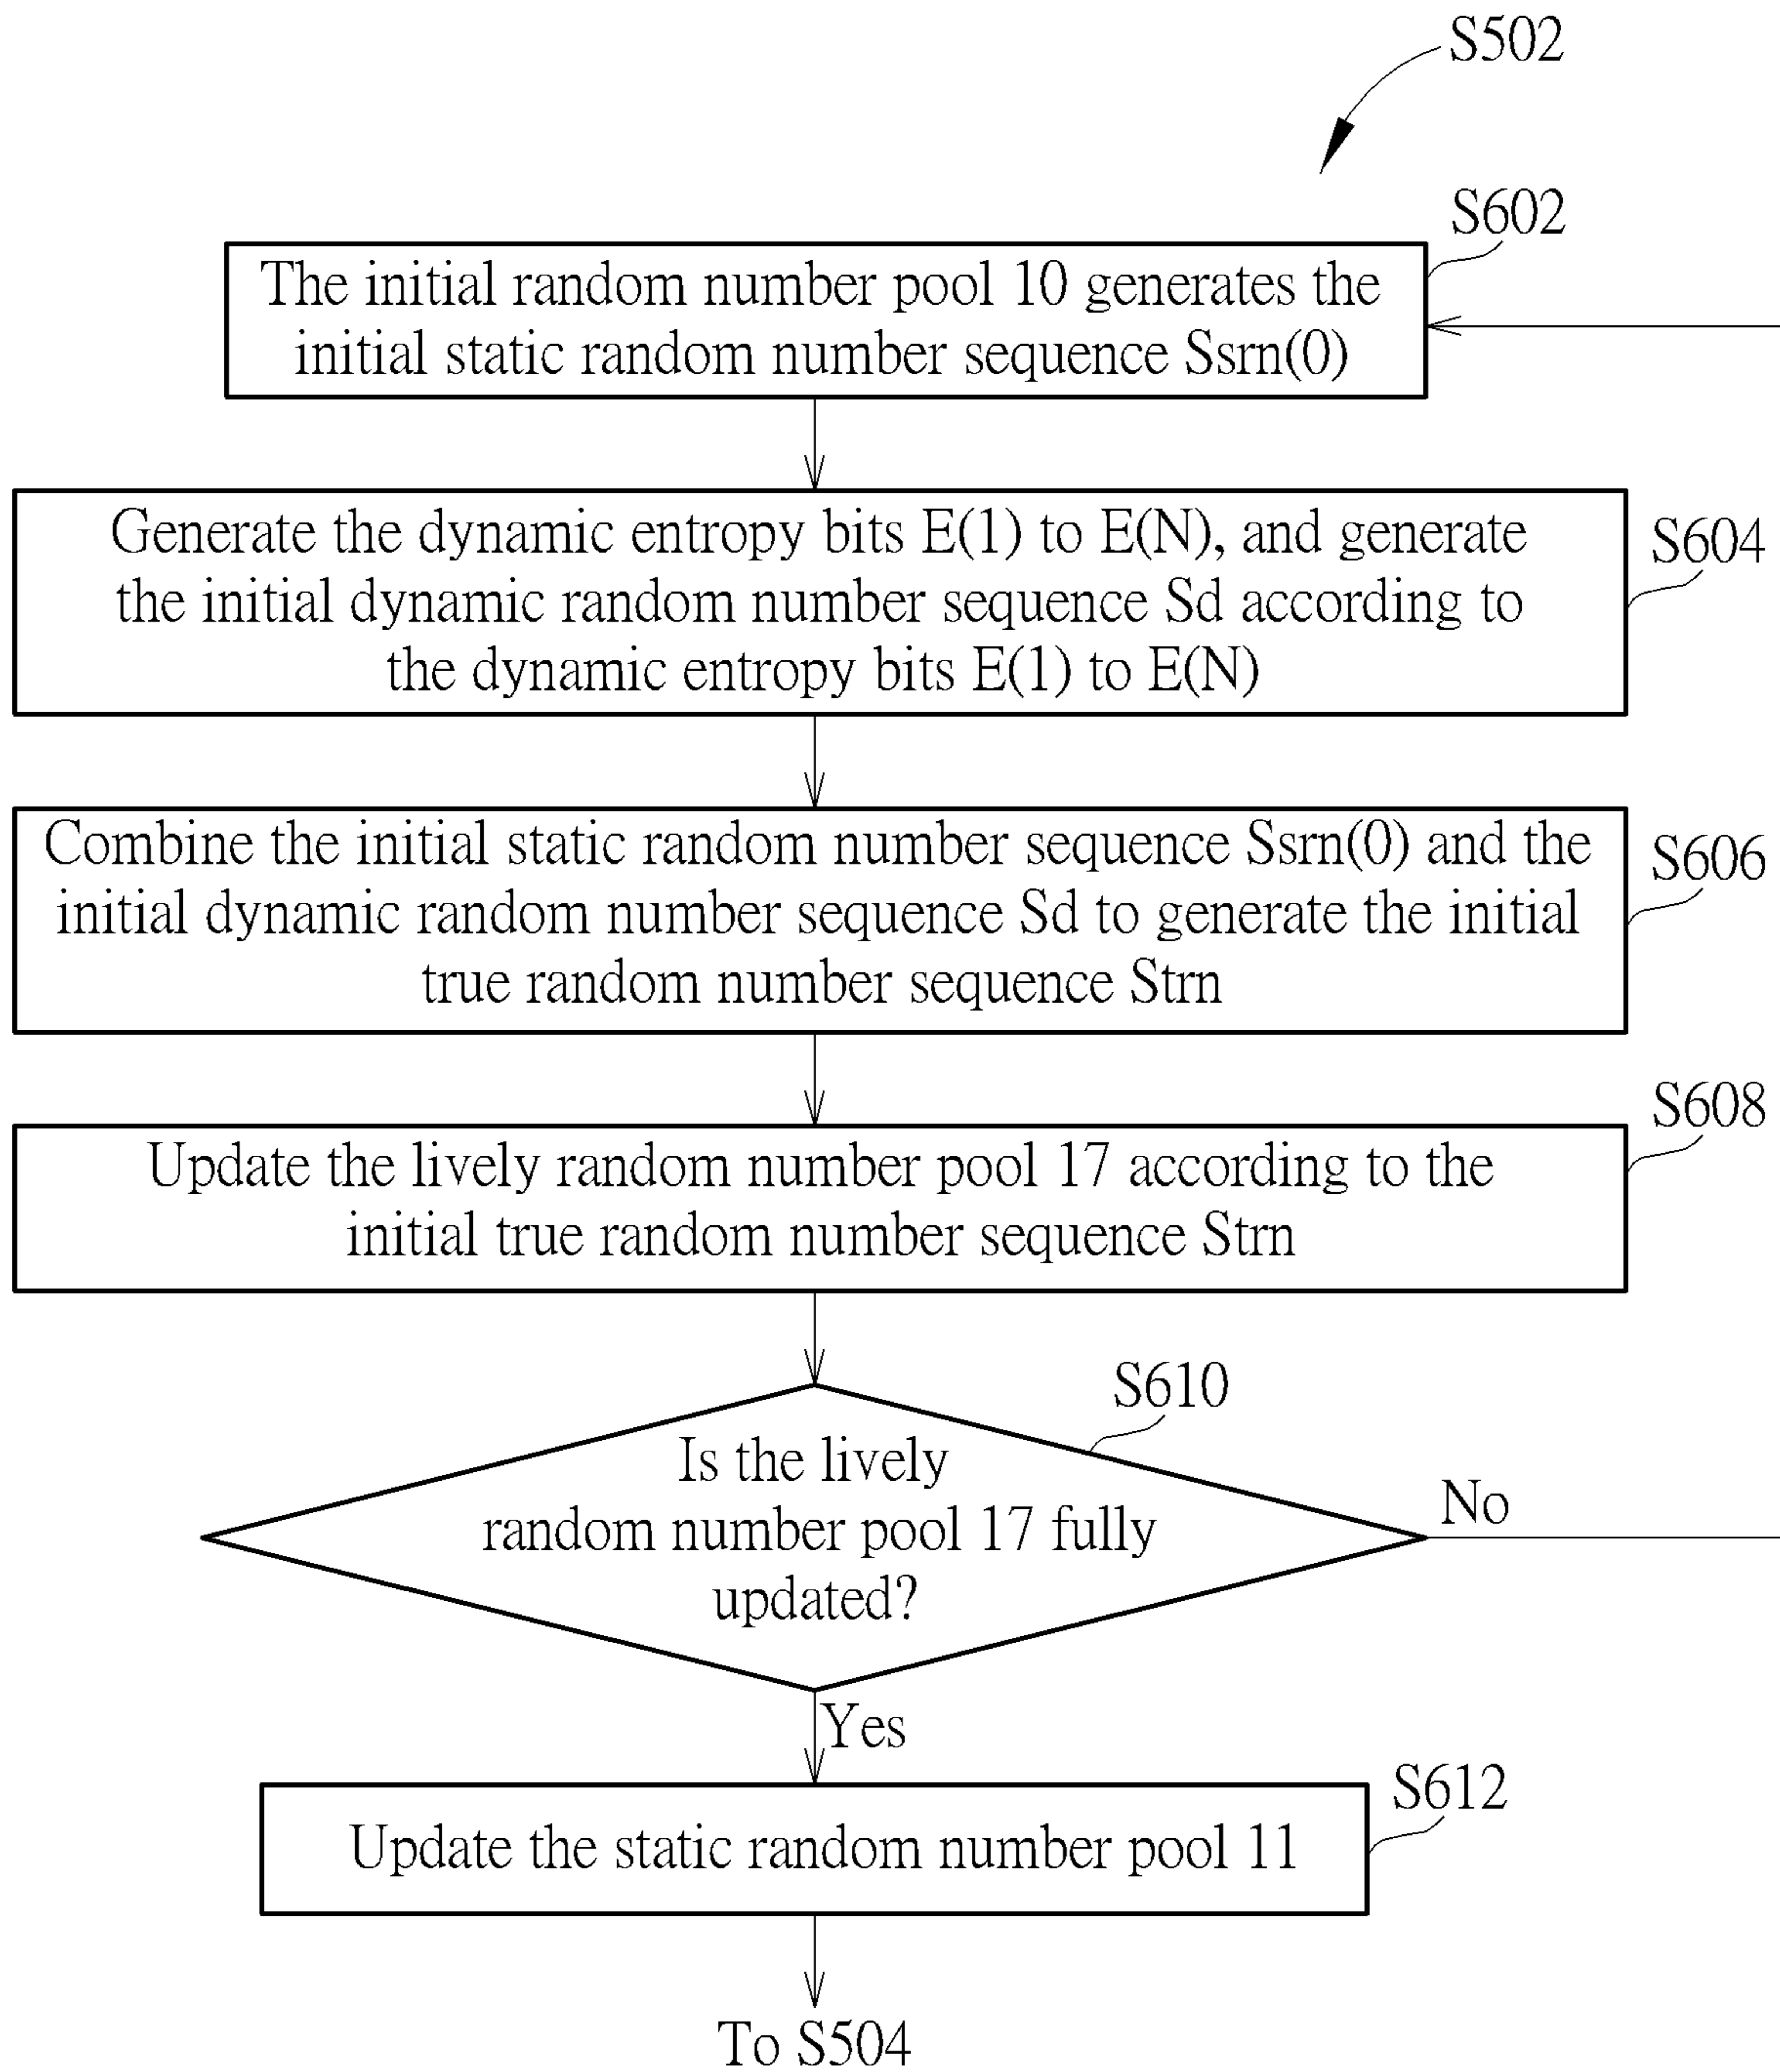 S502
S602
The initial random number pool 10 generates the
initial static random number sequence Ssrn(0)
Generate the dynamic entropy bits E(1) to E(N), and generate
the initial dynamic random number sequence Sd according to
the dynamic entropy bits E(1) to E(N)
S604
Combine the initial static random number sequence Ssrn(0) and the
initial dynamic random number sequence Sd to generate the initial
true random number sequence Strn
S606
Update the lively random number pool 17 according to the
initial true random number sequence Strn
S608
S610
Is the lively
random number pool 17 fully
updated?
No
Yes
S612
Update the static random number pool 11
To S504